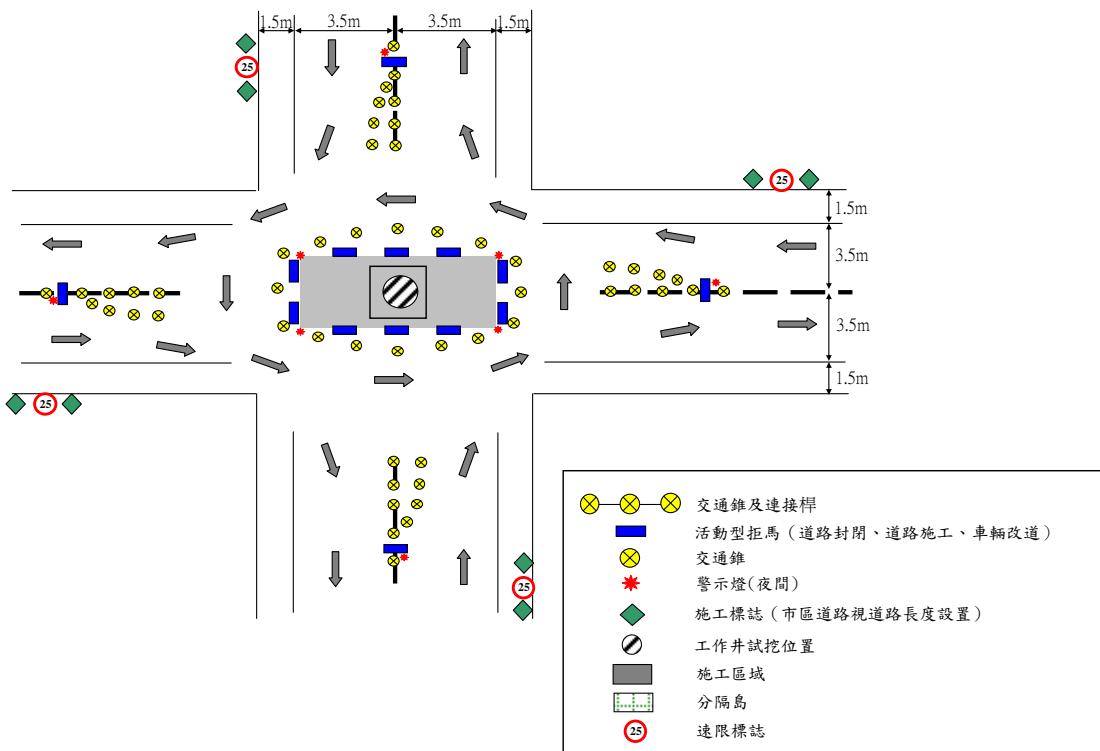 1.5m 3.5m 3.5m 1.5m
25
25
1.5m
3.5m
3.5m
1.5m
25
25
交通錐及連接桿
活動型拒馬（道路封閉、道路施工、車輛改道）
交通錐
警示燈(夜間)
施工標誌（市區道路視道路長度設置）
工作井試挖位置
施工區域
分隔島
25 速限標誌